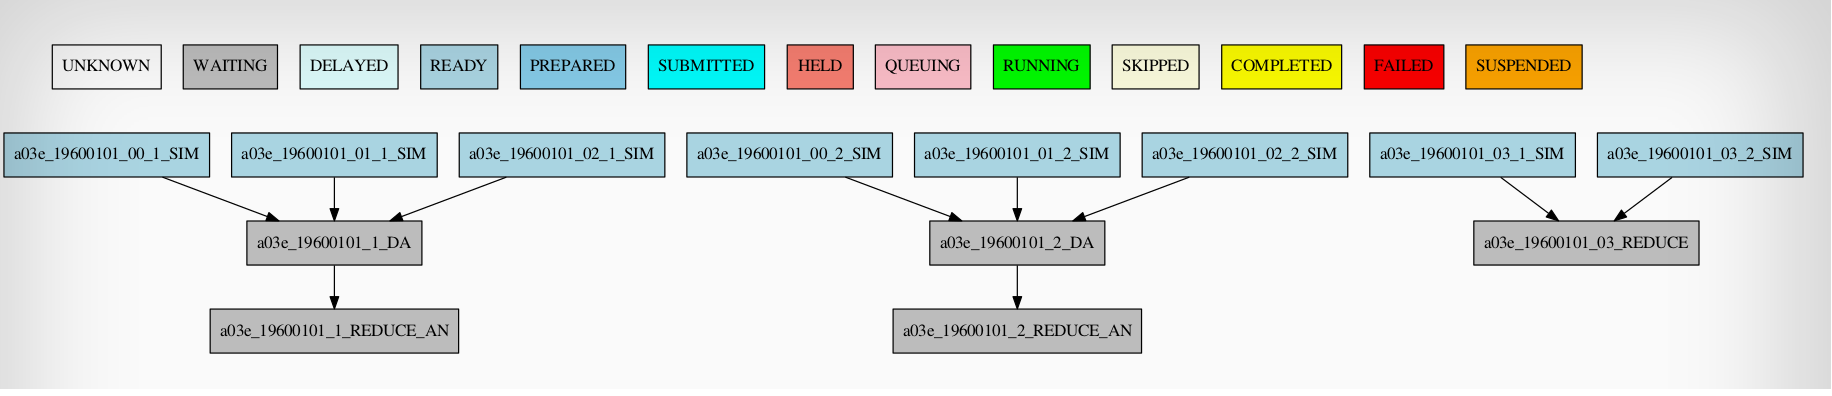 UNKNOWN WAITING DELAYED READY PREPARED SUBMITTED HELD QUEUING RUNNING SKIPPED COMPLETED FAILED SUSPENDED
a03e_19600101_00_1_SIM a03e_19600101_01_1_SIM a03e_19600101_02_1_SIM a03e_19600101_00_2_SIM a03e_19600101_01_2_SIM a03e_19600101_02_2_SIM a03e_19600101_03_1_SIM a03e_19600101_03_2_SIM
a03e_19600101_1_DA a03e_19600101_2_DA a03e_19600101_03_REDUCE
a03e_19600101_1_REDUCE_AN a03e_19600101_2_REDUCE_AN